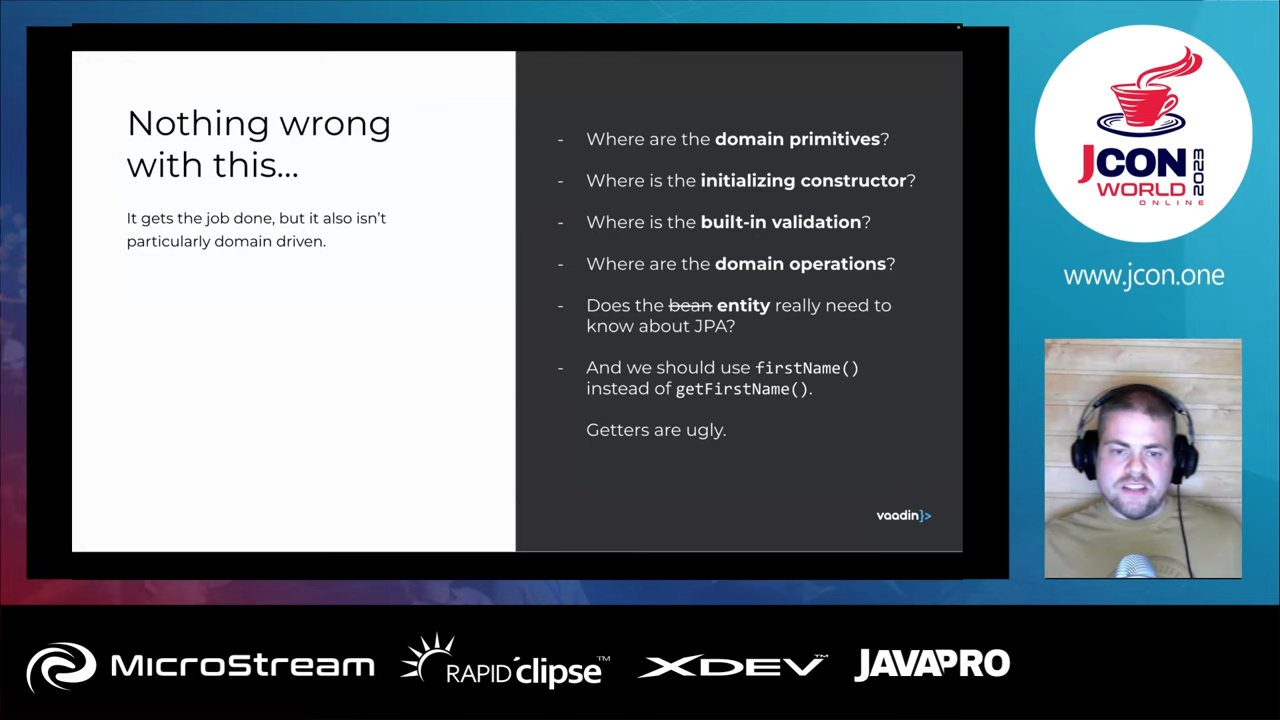 Nothing wrong
with this...
It gets the job done, but it also isn't
particularly domain driven.
- Where are the domain primitives?
- Where is the initializing constructor?
- Where is the built-in validation?
- Where are the domain operations?
- Does the bean entity really need to
know about JPA?
- And we should use firstName()
instead of getFirstName().
Getters are ugly.
vaadin}>
JCON
WORLD
ONLINE
2023
www.jcon.one
MicroStream
RAPID'clipse™
XDEV™
JAVAPRO